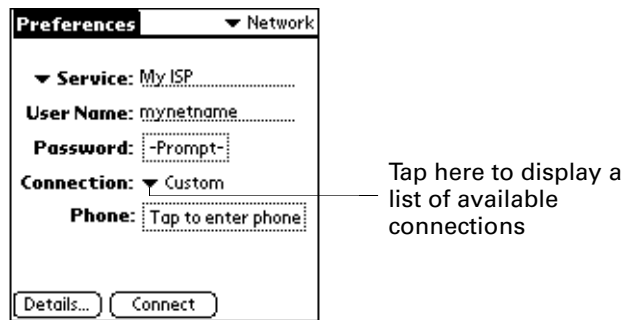 Preferences
Network
Service: My ISP
User Name: mynetname
Password: -Prompt-
Connection: Custom
Phone: Tap to enter phone
Details... Connect
Tap here to display a
list of available
connections